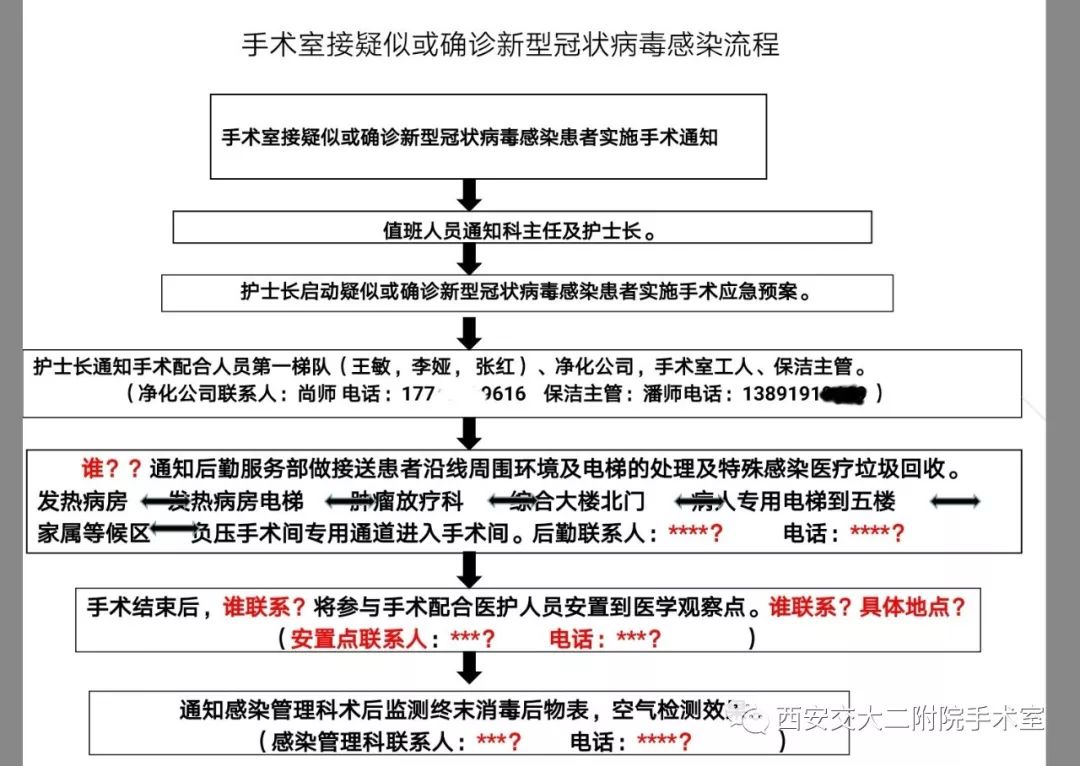 手术室接疑似或确诊新型冠状病毒感染流程
手术室接疑似或确诊新型冠状病毒感染患者实施手术通知
值班人员通知科主任及护士长。
护士长启动疑似或确诊新型冠状病毒感染患者实施手术应急预案。
护士长通知手术配合人员第一梯队（王敏，李娅， 张红）、净化公司，手术室工人、保洁主管。
（净化公司联系人：尚师 电话：177 9616 保洁主管：潘师电话：1389191 ）
谁？？通知后勤服务部做接送患者沿线周围环境及电梯的处理及特殊感染医疗垃圾回收。
发热病房 发热病房电梯 肿瘤放疗科 综合大楼北门 病人专用电梯到五楼
家属等候区 负压手术间专用通道进入手术间。后勤联系人：****？ 电话：****？
手术结束后，谁联系？将参与手术配合医护人员安置到医学观察点。谁联系？具体地点？
（安置点联系人：***？ 电话：***？ ）
通知感染管理科术后监测终末消毒后物表，空气检测效
（感染管理科联系人：***？ 电话：****？ ）
西安交大二附院手术室